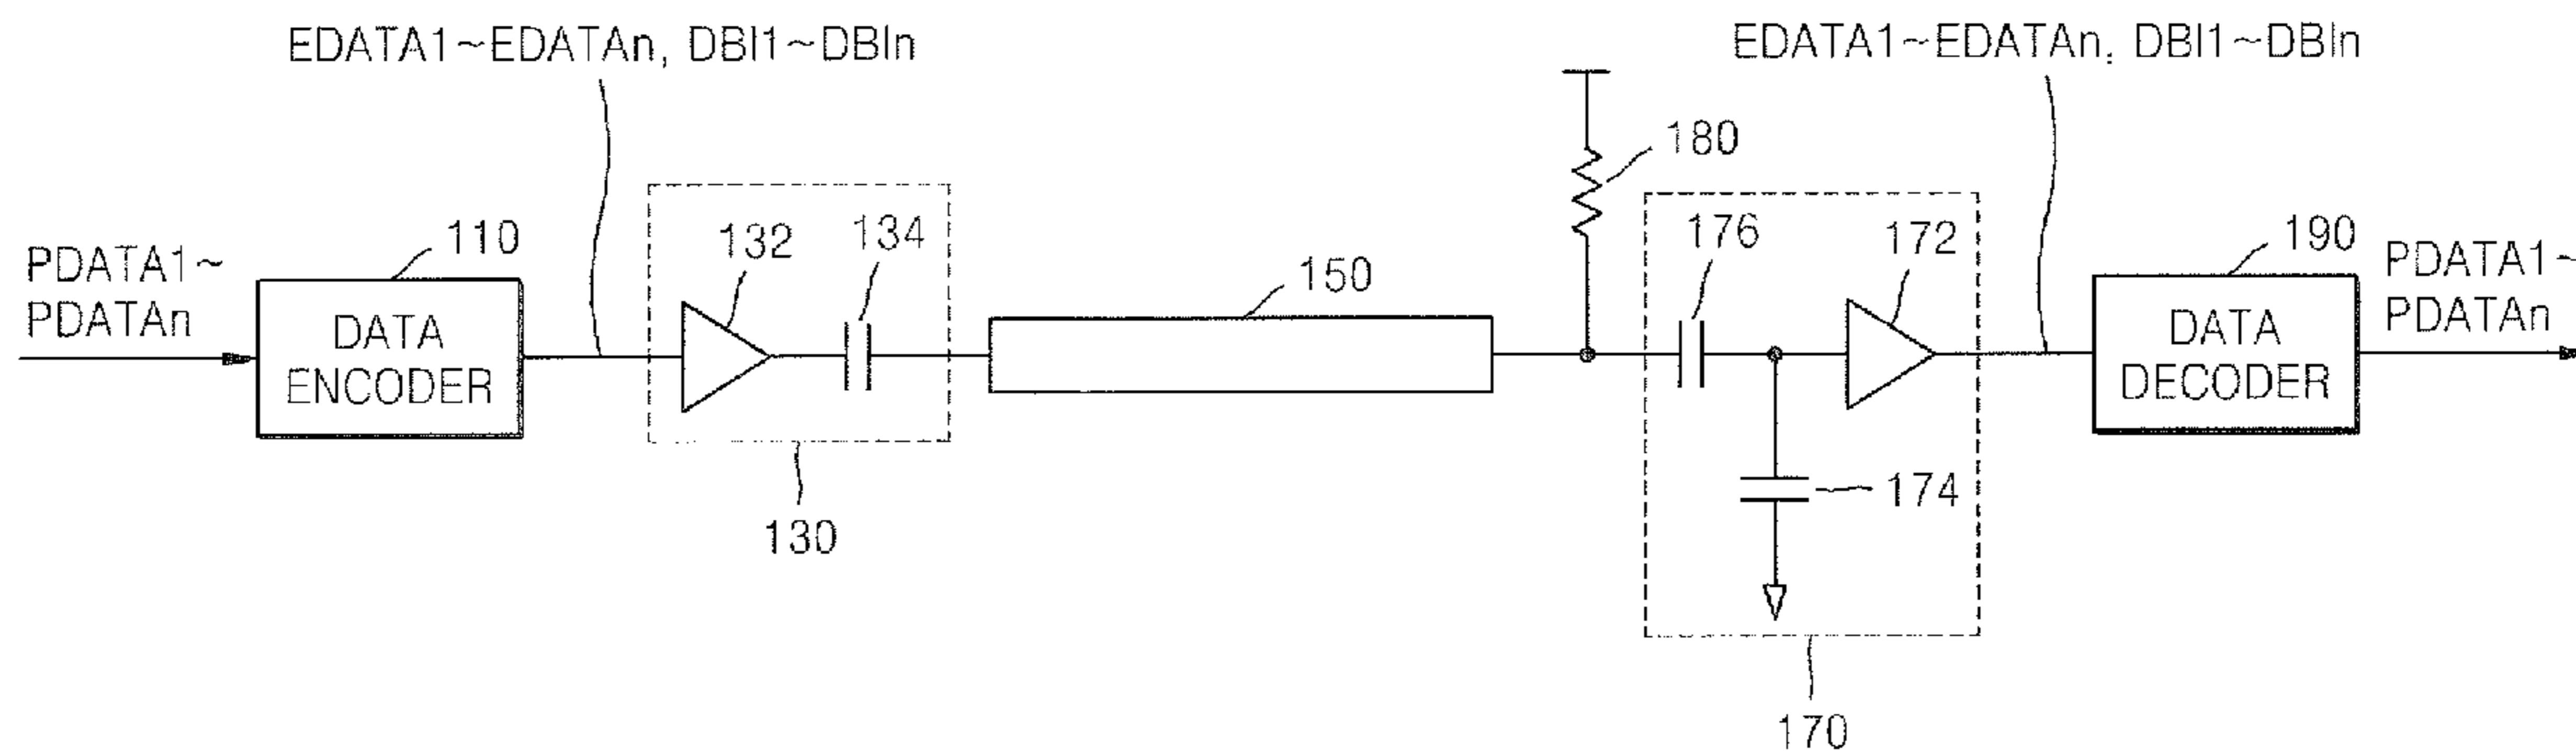 EDATA1~EDATAn, DBI1~DBIn
EDATA1~EDATAn, DBI1~DBIn
PDATA1~
PDATAn
110
DATA
ENCODER
132
134
130
150
180
176
172
174
170
190
DATA
DECODER
PDATA1~
PDATAn